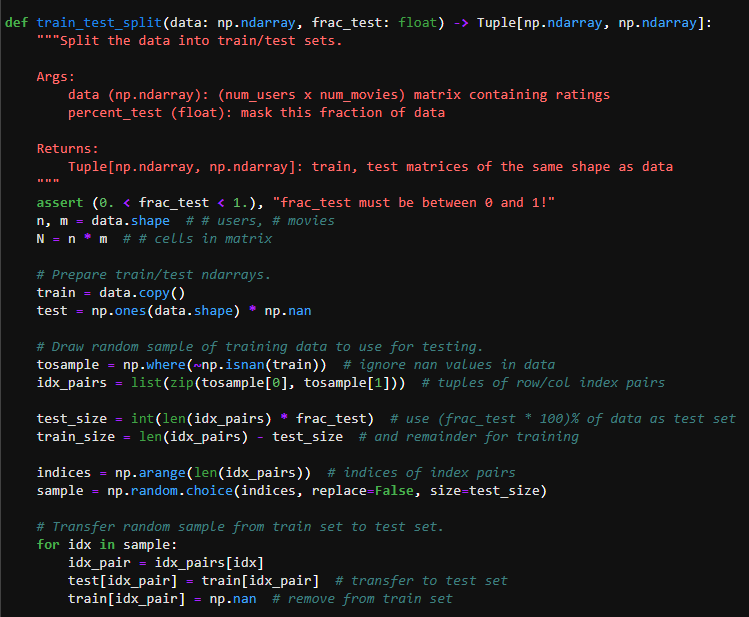 def train_test_split(data: np.ndarray, frac_test: float) -> Tuple[np.ndarray, np.ndarray]:
    """Split the data into train/test sets.

    Args:
        data (np.ndarray): (num_users x num_movies) matrix containing ratings
        percent_test (float): mask this fraction of data

    Returns:
        Tuple[np.ndarray, np.ndarray]: train, test matrices of the same shape as data
    """
    assert (0. < frac_test < 1.), "frac_test must be between 0 and 1!"
    n, m = data.shape  # # users, # movies
    N = n * m  # # cells in matrix

    # Prepare train/test ndarrays.
    train = data.copy()
    test = np.ones(data.shape) * np.nan

    # Draw random sample of training data to use for testing.
    tosample = np.where(~np.isnan(train))  # ignore nan values in data
    idx_pairs = list(zip(tosample[0], tosample[1]))  # tuples of row/col index pairs

    test_size = int(len(idx_pairs) * frac_test)  # use (frac_test * 100)% of data as test set
    train_size = len(idx_pairs) - test_size  # and remainder for training

    indices = np.arange(len(idx_pairs))  # indices of index pairs
    sample = np.random.choice(indices, replace=False, size=test_size)

    # Transfer random sample from train set to test set.
    for idx in sample:
        idx_pair = idx_pairs[idx]
        test[idx_pair] = train[idx_pair]  # transfer to test set
        train[idx_pair] = np.nan  # remove from train set